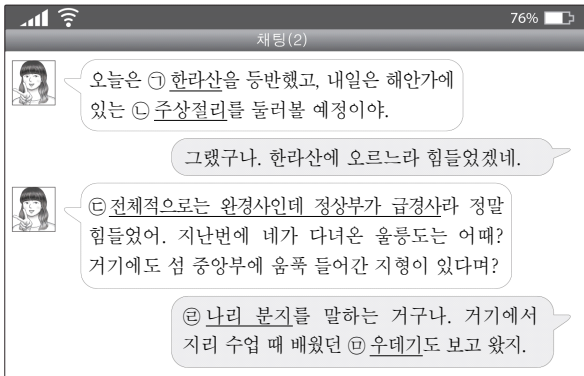 76%
채팅(2)
오늘은 ㉠ 한라산을 등반했고, 내일은 해안가에
있는 ㉡ 주상절리를 둘러볼 예정이야.
그랬구나. 한라산에 오르느라 힘들었겠네.
㉢ 전체적으로는 완경사인데 정상부가 급경사라 정말
힘들었어. 지난번에 네가 다녀온 울릉도는 어때?
거기에도 섬 중앙부에 움푹 들어간 지형이 있다며?
㉣ 나리 분지를 말하는 거구나. 거기에서
지리 수업 때 배웠던 ㉤ 우데기도 보고 왔지.